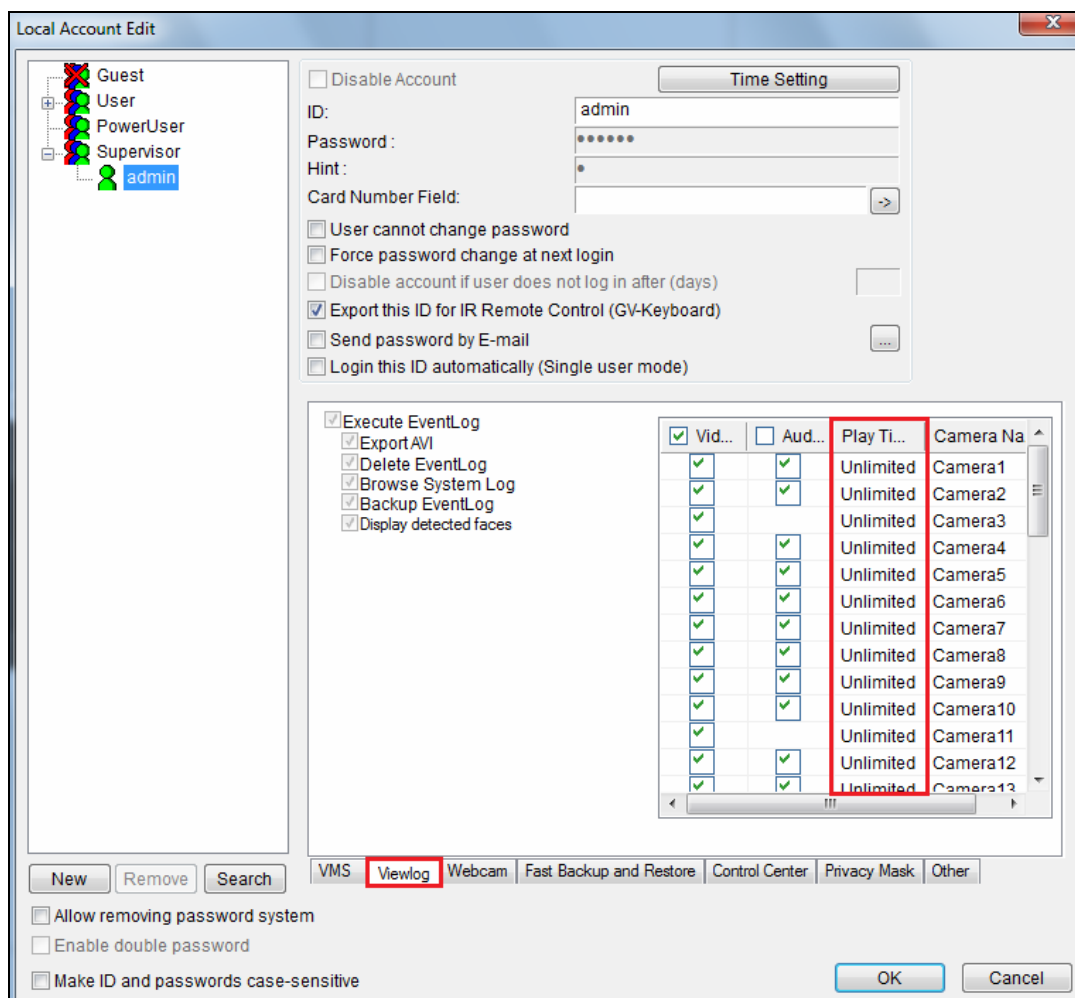 Local Account Edit
x
Guest
User
PowerUser
Supervisor
admin
Disable Account
Time Setting
ID:
admin
Password :
••••••
Hint :
•
Card Number Field:
->
User cannot change password
Force password change at next login
Disable account if user does not log in after (days)
Export this ID for IR Remote Control (GV-Keyboard)
Send password by E-mail
...
Login this ID automatically (Single user mode)
Execute EventLog
Export AVI
Delete EventLog
Browse System Log
Backup EventLog
Display detected faces
Vid... Aud... Play Ti... Camera Na
Unlimited Camera1
Unlimited Camera2
Unlimited Camera3
Unlimited Camera4
Unlimited Camera5
Unlimited Camera6
Unlimited Camera7
Unlimited Camera8
Unlimited Camera9
Unlimited Camera10
Unlimited Camera11
Unlimited Camera12
Unlimited Camera13
VMS Viewlog Webcam Fast Backup and Restore Control Center Privacy Mask Other
New Remove Search
Allow removing password system
Enable double password
Make ID and passwords case-sensitive
OK Cancel